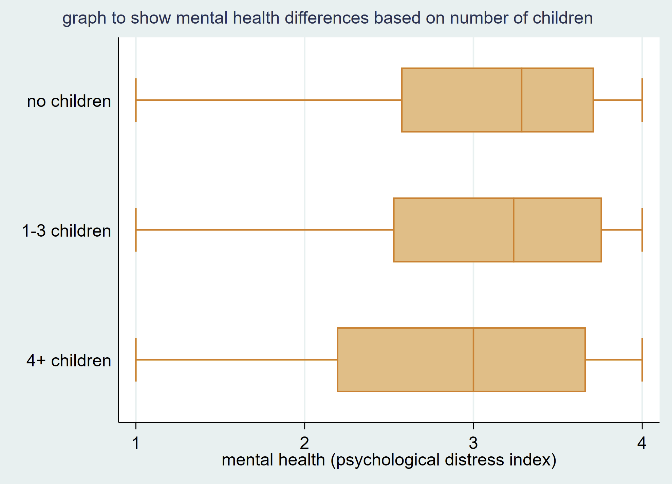 graph to show mental health differences based on number of children
no children
1-3 children
4+ children
1 2 3 4
mental health (psychological distress index)